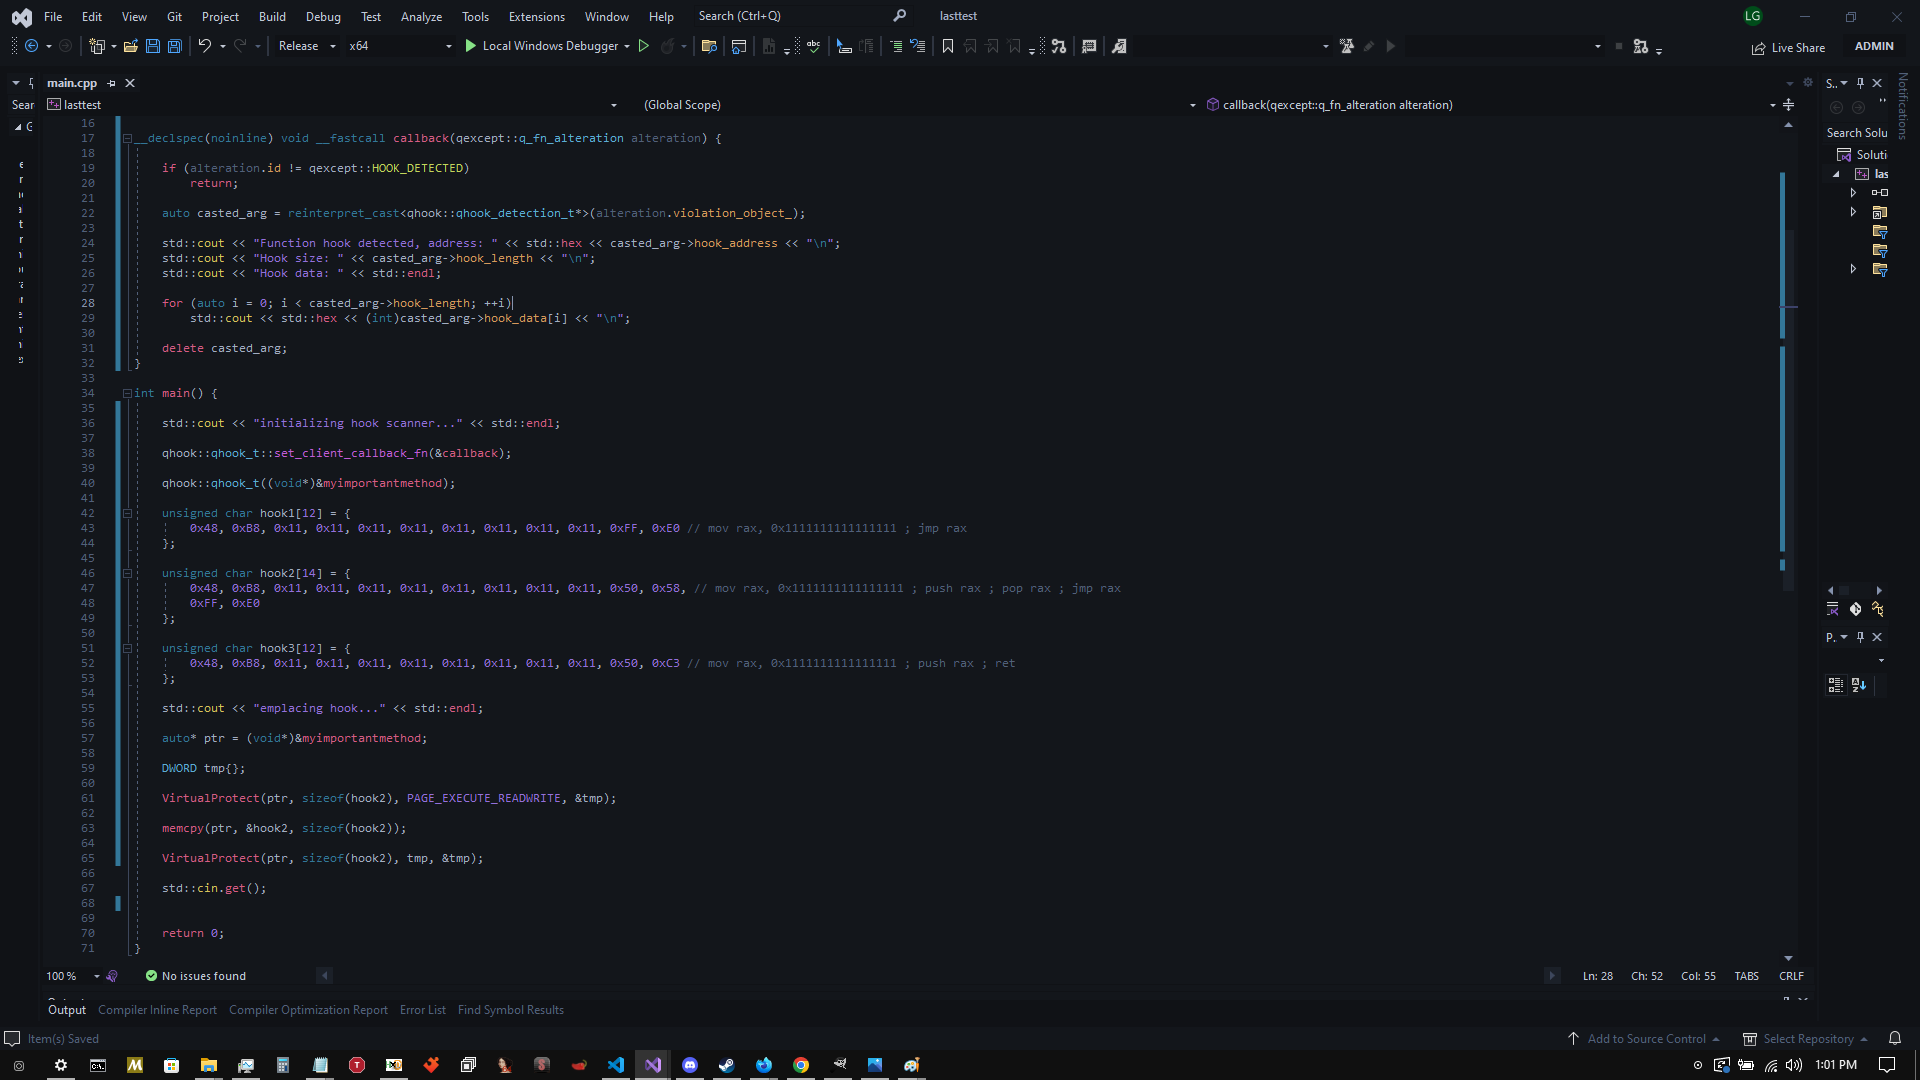 File Edit View Git Project Build Debug Test Analyze Tools Extensions Window Help Search (Ctrl+Q) lasttest LG
Release x64 Local Windows Debugger Live Share ADMIN
main.cpp S..
Sear lasttest (Global Scope) callback(qexcept::q_fn_alteration alteration) Notifications
16 Search Solu
17 __declspec(noinline) void __fastcall callback(qexcept::q_fn_alteration alteration) {
18 Soluti
19 if (alteration.id != qexcept::HOOK_DETECTED) las
20 return;
21
22 auto casted_arg = reinterpret_cast<qhook::qhook_detection_t*>(alteration.violation_object_);
23
24 std::cout << "Function hook detected, address: " << std::hex << casted_arg->hook_address << "\n";
25 std::cout << "Hook size: " << casted_arg->hook_length << "\n";
26 std::cout << "Hook data: " << std::endl;
27
28 for (auto i = 0; i < casted_arg->hook_length; ++i)
29 std::cout << std::hex << (int)casted_arg->hook_data[i] << "\n";
30
31 delete casted_arg;
32 }
33
34 int main() {
35
36 std::cout << "initializing hook scanner..." << std::endl;
37
38 qhook::qhook_t::set_client_callback_fn(&callback);
39
40 qhook::qhook_t((void*)&myimportantmethod);
41
42 unsigned char hook1[12] = {
43 0x48, 0xB8, 0x11, 0x11, 0x11, 0x11, 0x11, 0x11, 0x11, 0x11, 0xFF, 0xE0 // mov rax, 0x1111111111111111 ; jmp rax
44 };
45
46 unsigned char hook2[14] = {
47 0x48, 0xB8, 0x11, 0x11, 0x11, 0x11, 0x11, 0x11, 0x11, 0x11, 0x50, 0x58, // mov rax, 0x1111111111111111 ; push rax ; pop rax ; jmp rax
48 0xFF, 0xE0
49 };
50
51 unsigned char hook3[12] = {
52 0x48, 0xB8, 0x11, 0x11, 0x11, 0x11, 0x11, 0x11, 0x11, 0x11, 0x50, 0xC3 // mov rax, 0x1111111111111111 ; push rax ; ret
53 };
54
55 std::cout << "emplacing hook..." << std::endl;
56
57 auto* ptr = (void*)&myimportantmethod;
58
59 DWORD tmp{};
60
61 VirtualProtect(ptr, sizeof(hook2), PAGE_EXECUTE_READWRITE, &tmp);
62
63 memcpy(ptr, &hook2, sizeof(hook2));
64
65 VirtualProtect(ptr, sizeof(hook2), tmp, &tmp);
66
67 std::cin.get();
68
69
70 return 0;
71 }
P..
100 % No issues found Ln: 28 Ch: 52 Col: 55 TABS CRLF
Output Compiler Inline Report Compiler Optimization Report Error List Find Symbol Results
Item(s) Saved Add to Source Control Select Repository
1:01 PM